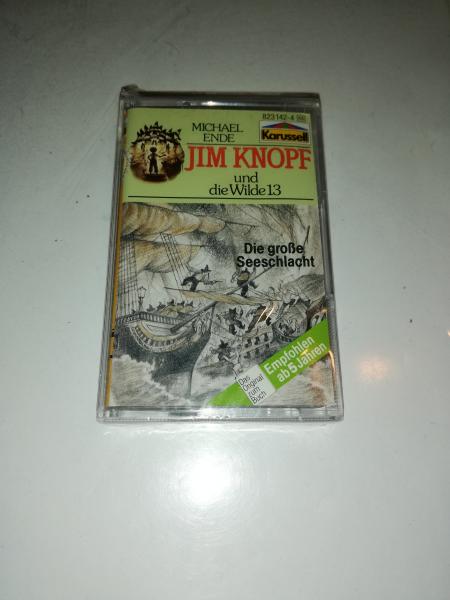 823 142-4
MICHAEL
ENDE
Karussell
JIM KNOPF
und
die Wilde 13
Die große
Seeschlacht
Das
Original
zum
Buch
Empfohlen
ab 5 Jahren